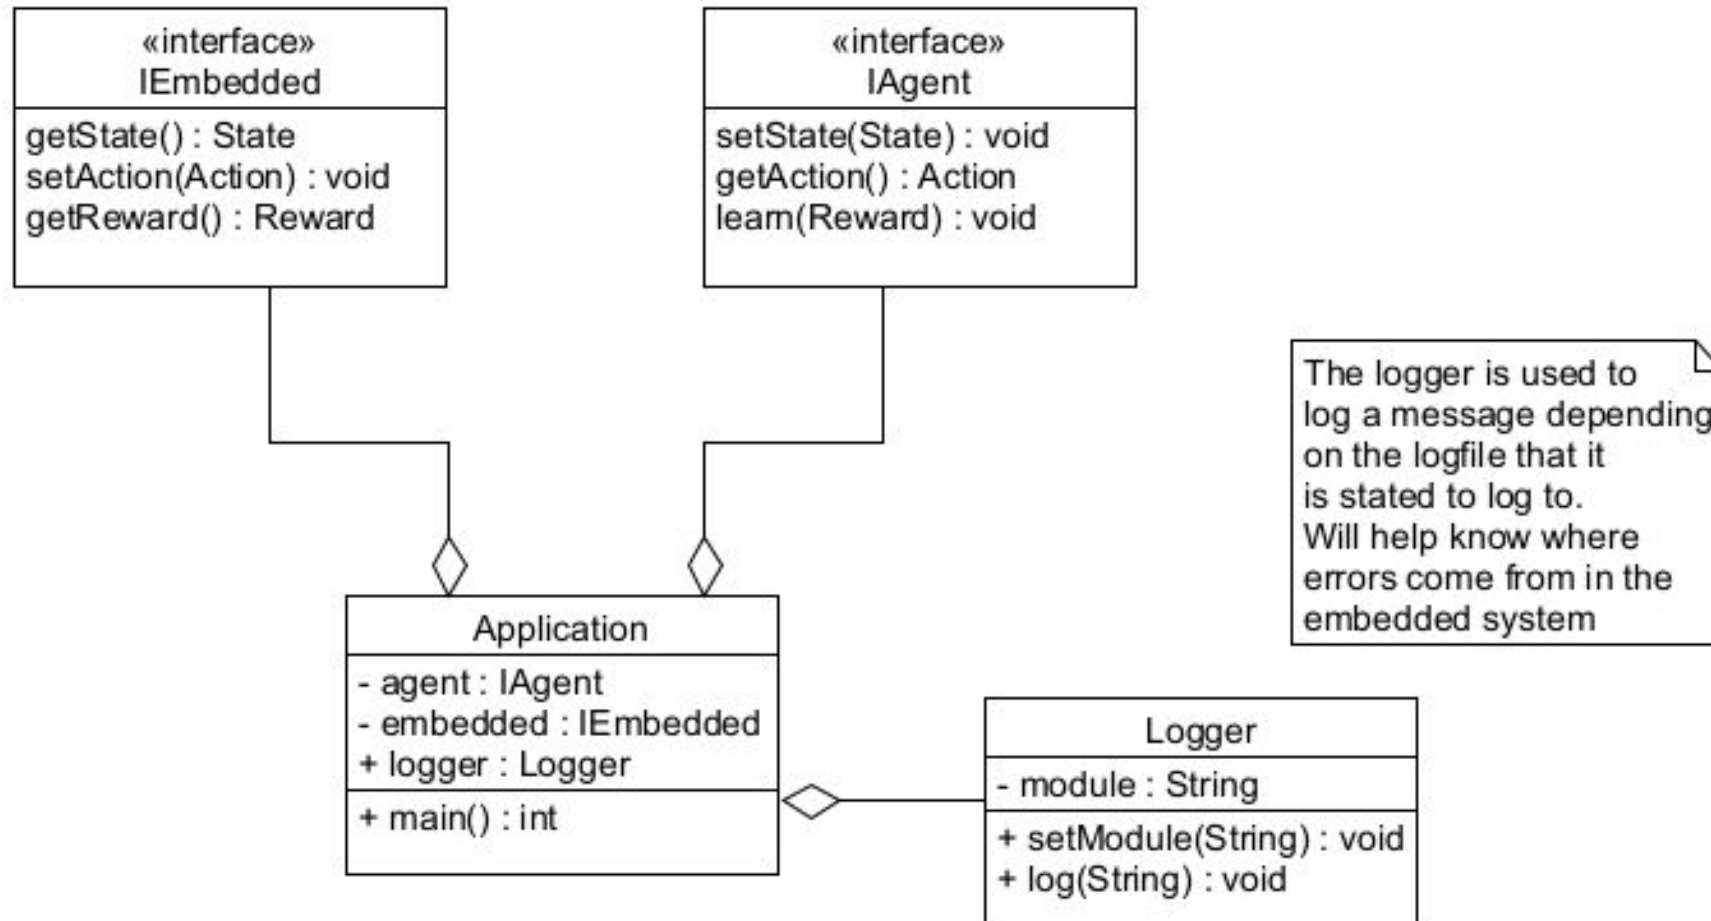 «interface»
IEmbedded
getState() : State
setAction(Action) : void
getReward() : Reward
«interface»
IAgent
setState(State) : void
getAction() : Action
learn(Reward) : void
The logger is used to
log a message depending
on the logfile that it
is stated to log to.
Will help know where
errors come from in the
embedded system
Application
- agent : IAgent
- embedded : IEmbedded
+ logger : Logger
+ main() : int
Logger
- module : String
+ setModule(String) : void
+ log(String) : void